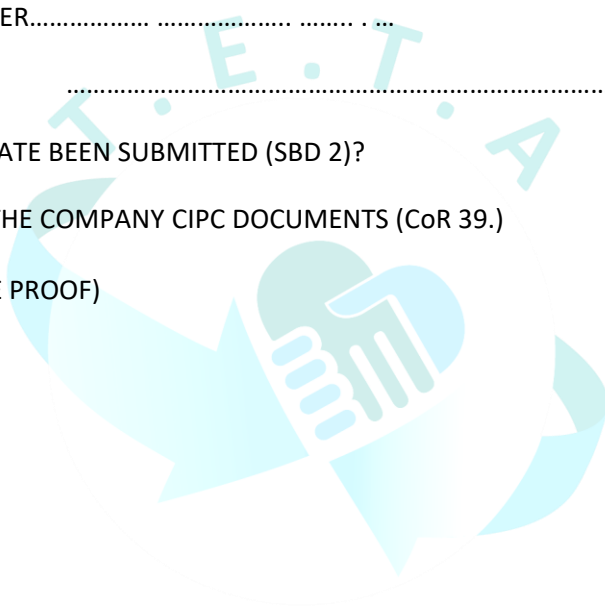 ER……………… ……………….. …….. . …
T.E.T.A
………………………………………………………………………
ATE BEEN SUBMITTED (SBD 2)?
THE COMPANY CIPC DOCUMENTS (CoR 39.)
E PROOF)